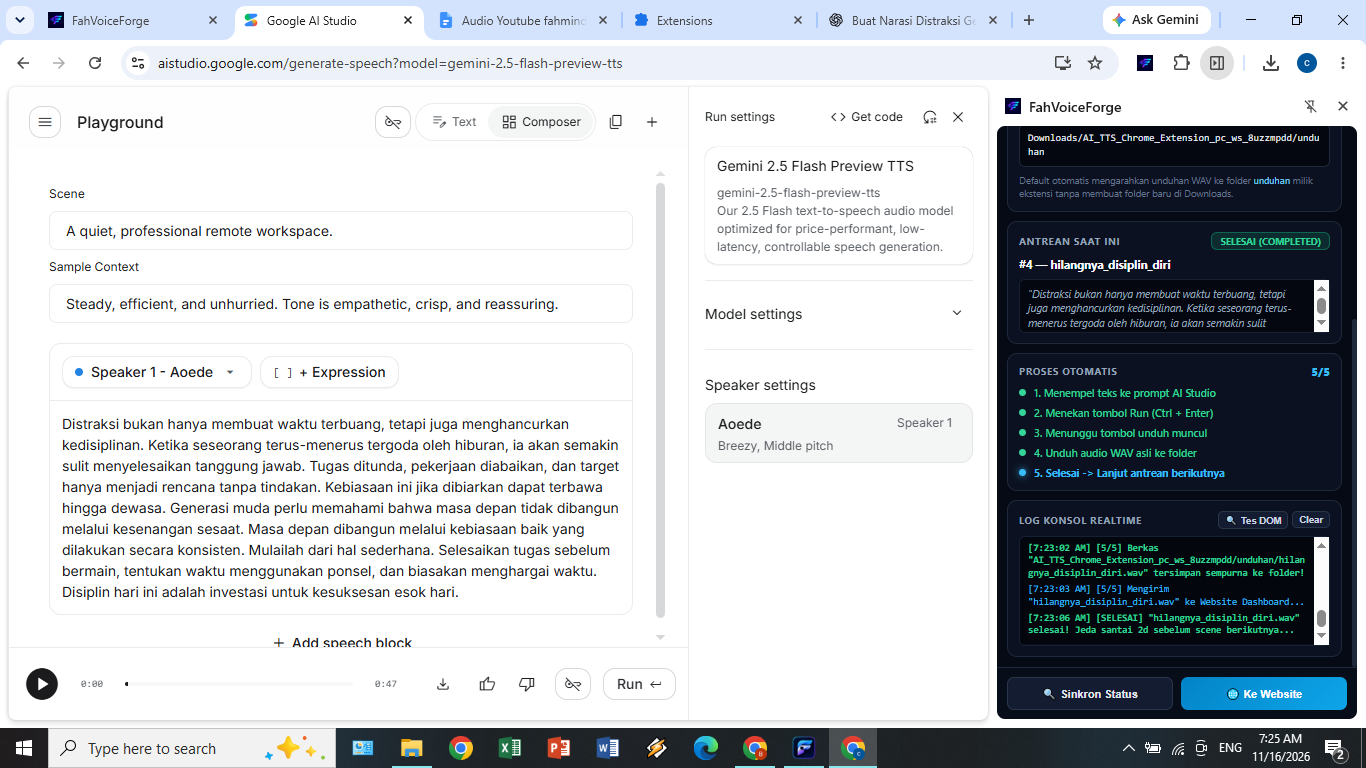 FahVoiceForge
Google AI Studio
Audio Youtube fahmino
Extensions
Buat Narasi Distraksi Ge
Ask Gemini
aistudio.google.com/generate-speech?model=gemini-2.5-flash-preview-tts
c
Playground
Text
Composer
Scene
A quiet, professional remote workspace.
Sample Context
Steady, efficient, and unhurried. Tone is empathetic, crisp, and reassuring.
Speaker 1 - Aoede
[ ] + Expression
Distraksi bukan hanya membuat waktu terbuang, tetapi juga menghancurkan
kedisiplinan. Ketika seseorang terus-menerus tergoda oleh hiburan, ia akan semakin
sulit menyelesaikan tanggung jawab. Tugas ditunda, pekerjaan diabaikan, dan target
hanya menjadi rencana tanpa tindakan. Kebiasaan ini jika dibiarkan dapat terbawa
hingga dewasa. Generasi muda perlu memahami bahwa masa depan tidak dibangun
melalui kesenangan sesaat. Masa depan dibangun melalui kebiasaan baik yang
dilakukan secara konsisten. Mulailah dari hal sederhana. Selesaikan tugas sebelum
bermain, tentukan waktu menggunakan ponsel, dan biasakan menghargai waktu.
Disiplin hari ini adalah investasi untuk kesuksesan esok hari.
+ Add speech block
0:00
0:47
Run
Run settings
<> Get code
Gemini 2.5 Flash Preview TTS
gemini-2.5-flash-preview-tts
Our 2.5 Flash text-to-speech audio model
optimized for price-performant, low-
latency, controllable speech generation.
Model settings
Speaker settings
Aoede
Speaker 1
Breezy, Middle pitch
FahVoiceForge
Downloads/AI_TTS_Chrome_Extension_pc_ws_8uzzmpdd/undu
han
Default otomatis mengarahkan unduhan WAV ke folder unduhan milik
ekstensi tanpa membuat folder baru di Downloads.
ANTREAN SAAT INI
SELESAI (COMPLETED)
#4 — hilangnya_disiplin_diri
"Distraksi bukan hanya membuat waktu terbuang, tetapi
juga menghancurkan kedisiplinan. Ketika seseorang terus-
menerus tergoda oleh hiburan, ia akan semakin sulit
PROSES OTOMATIS
5/5
1. Menempel teks ke prompt AI Studio
2. Menekan tombol Run (Ctrl + Enter)
3. Menunggu tombol unduh muncul
4. Unduh audio WAV asli ke folder
5. Selesai -> Lanjut antrean berikutnya
LOG KONSOL REALTIME
Tes DOM
Clear
[7:23:02 AM] [5/5] Berkas
"AI_TTS_Chrome_Extension_pc_ws_8uzzmpdd/unduhan/hilan
gnya_disiplin_diri.wav" tersimpan sempurna ke folder!
[7:23:03 AM] [5/5] Mengirim
"hilangnya_disiplin_diri.wav" ke Website Dashboard...
[7:23:06 AM] [SELESAI] "hilangnya_disiplin_diri.wav"
selesai! Jeda santai 2d sebelum scene berikutnya...
Sinkron Status
Ke Website
Type here to search
ENG
7:25 AM
11/16/2026
2